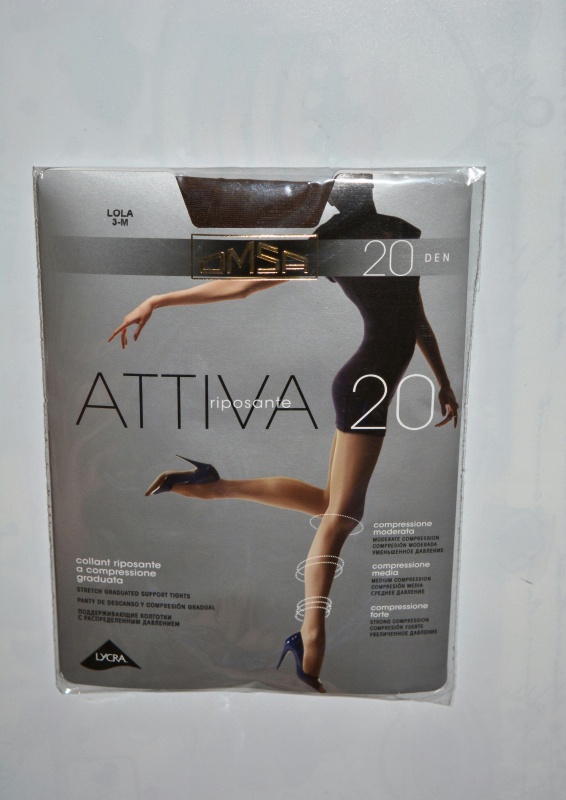 LOLA
3-M
OMSA
20 DEN
ATTIVA 20
riposante
compressione
moderata
MODERATE COMPRESSION
COMPRESIÓN MODERADA
УМЕНЬШЕННОЕ ДАВЛЕНИЕ
compressione
media
MEDIUM COMPRESSION
COMPRESIÓN MEDIA
СРЕДНЕЕ ДАВЛЕНИЕ
compressione
forte
STRONG COMPRESSION
COMPRESIÓN FUERTE
УВЕЛИЧЕННОЕ ДАВЛЕНИЕ
collant riposante
a compressione
graduata
STRETCH GRADUATED SUPPORT TIGHTS
PANTY DE DESCANSO Y COMPRESIÓN GRADUAL
ПОДДЕРЖИВАЮЩИЕ КОЛГОТКИ
С РАСПРЕДЕЛЕННЫМ ДАВЛЕНИЕМ
LYCRA